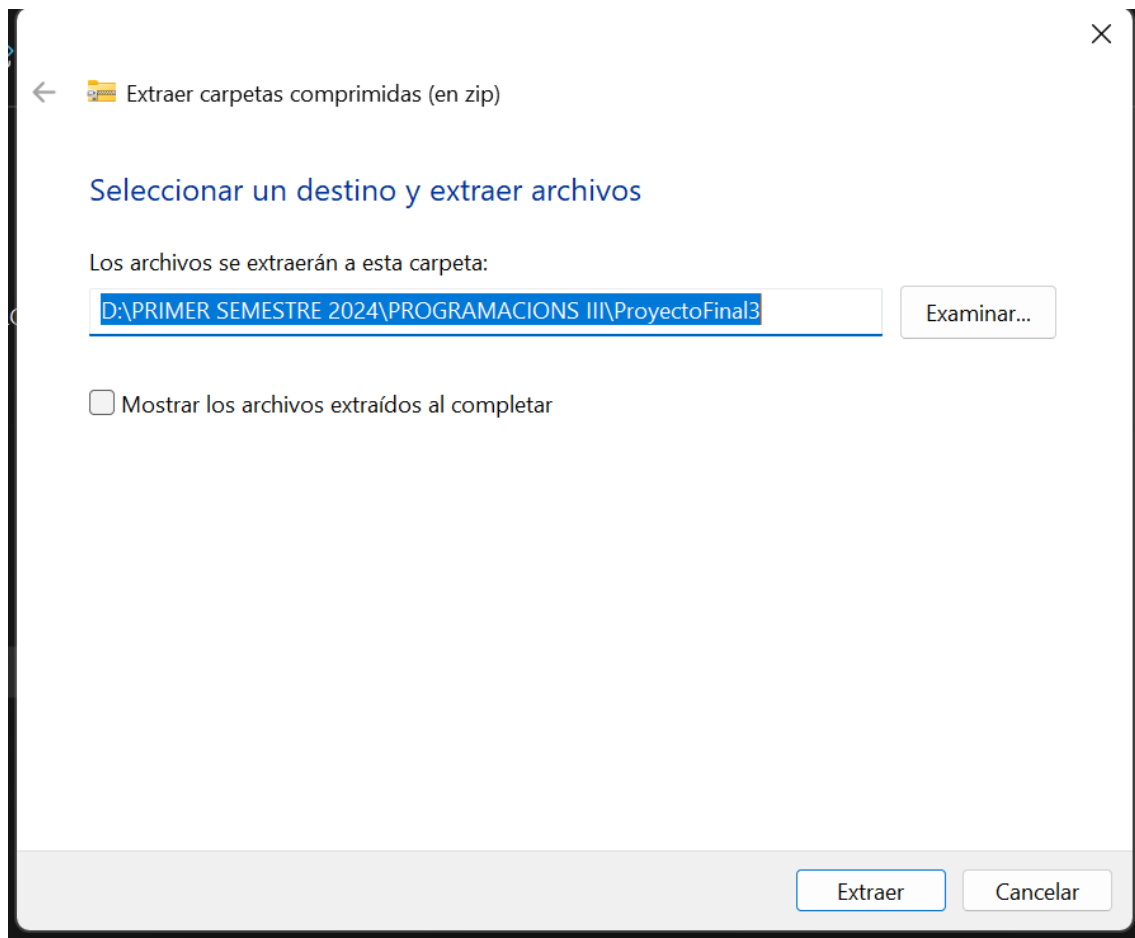 Extraer carpetas comprimidas (en zip)
Seleccionar un destino y extraer archivos
Los archivos se extraerán a esta carpeta:
D:\PRIMER SEMESTRE 2024\PROGRAMACIONS III\ProyectoFinal3
Examinar...
Mostrar los archivos extraídos al completar
Extraer
Cancelar